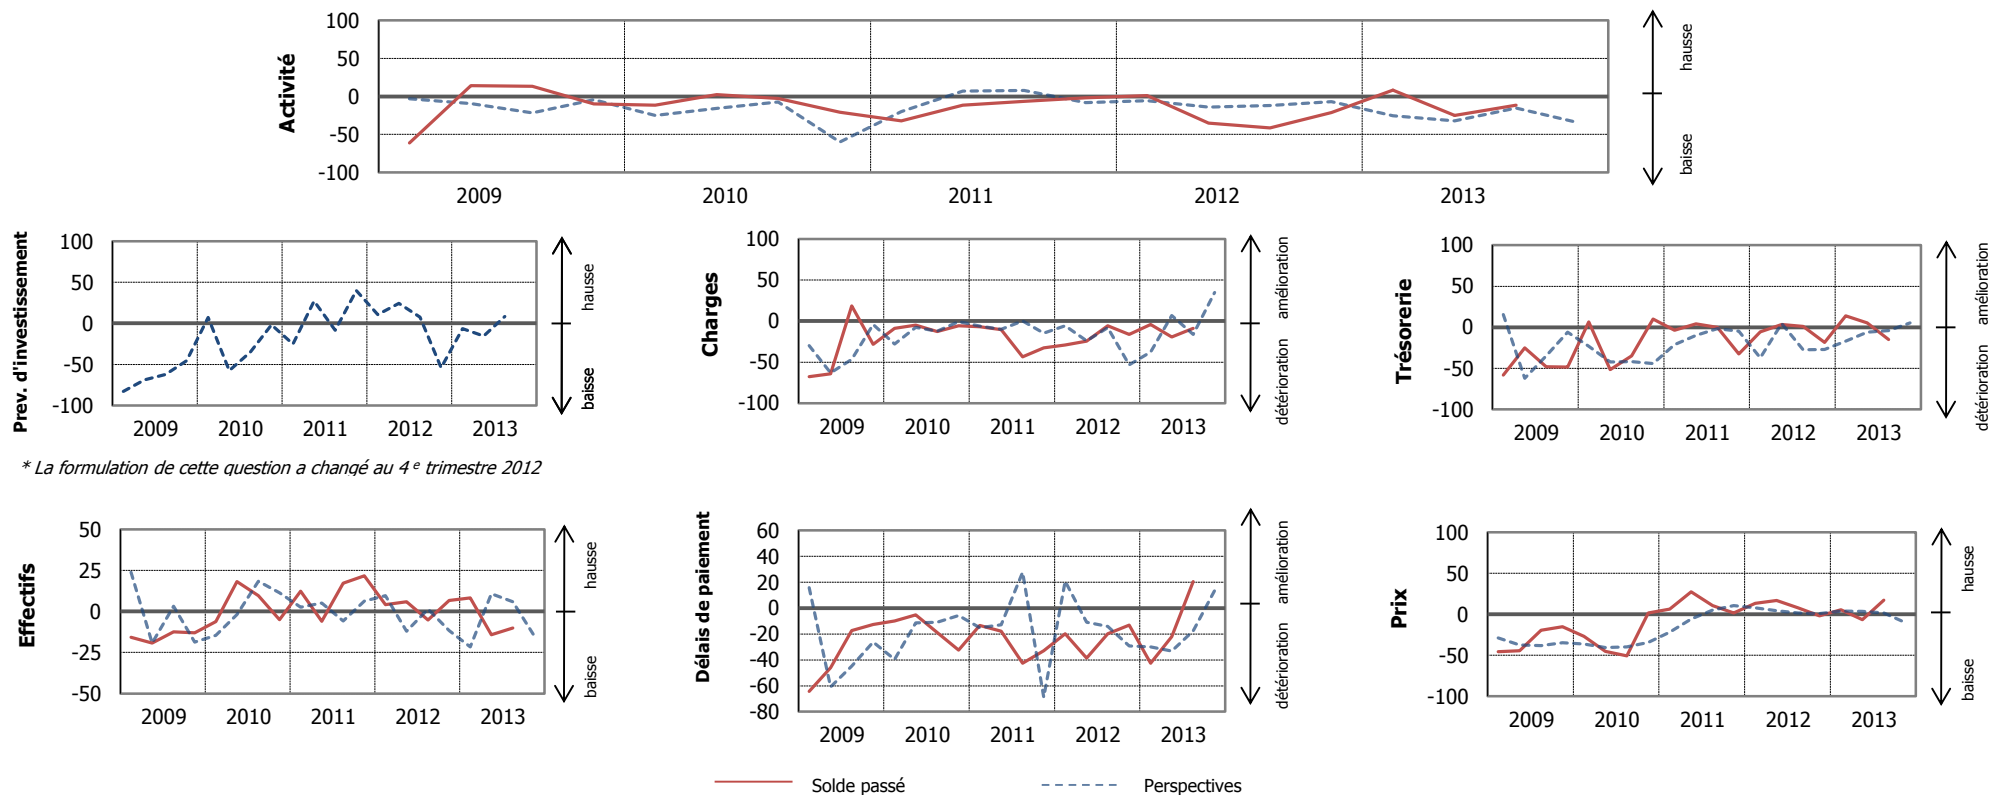 Activité
100
50
0
-50
-100
2009 2010 2011 2012 2013
hausse
baisse
Prev. d'investissement
100
50
0
-50
-100
2009 2010 2011 2012 2013
hausse
baisse
* La formulation de cette question a changé au 4 e trimestre 2012
Charges
100
50
0
-50
-100
2009 2010 2011 2012 2013
amélioration
détérioration
Trésorerie
100
50
0
-50
-100
2009 2010 2011 2012 2013
amélioration
détérioration
Effectifs
50
25
0
-25
-50
2009 2010 2011 2012 2013
hausse
baisse
Délais de paiement
60
40
20
0
-20
-40
-60
-80
2009 2010 2011 2012 2013
amélioration
détérioration
Prix
100
50
0
-50
-100
2009 2010 2011 2012 2013
hausse
baisse
Solde passé
Perspectives